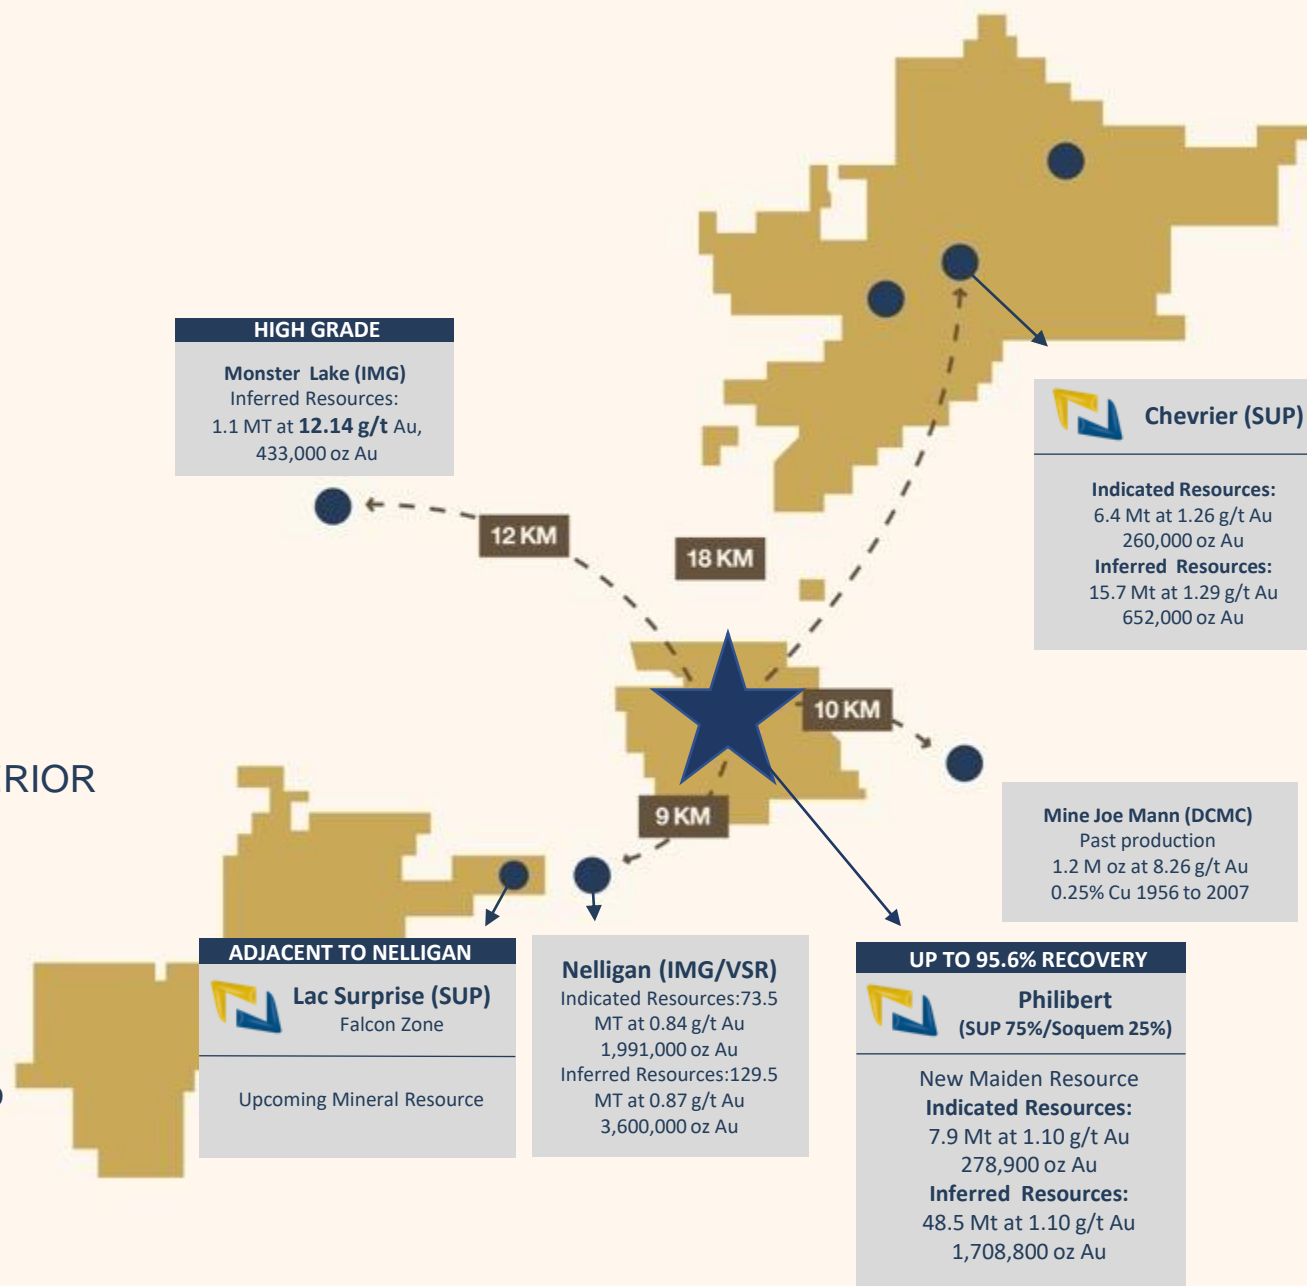 HIGH GRADE
Monster Lake (IMG)
Inferred Resources:
1.1 MT at 12.14 g/t Au,
433,000 oz Au
12 KM
18 KM
10 KM
9 KM
Chevrier (SUP)
Indicated Resources:
6.4 Mt at 1.26 g/t Au
260,000 oz Au
Inferred Resources:
15.7 Mt at 1.29 g/t Au
652,000 oz Au
ERIOR
Mine Joe Mann (DCMC)
Past production
1.2 M oz at 8.26 g/t Au
0.25% Cu 1956 to 2007
ADJACENT TO NELLIGAN
Lac Surprise (SUP)
Falcon Zone
Upcoming Mineral Resource
Nelligan (IMG/VSR)
Indicated Resources:73.5
MT at 0.84 g/t Au
1,991,000 oz Au
Inferred Resources:129.5
MT at 0.87 g/t Au
3,600,000 oz Au
UP TO 95.6% RECOVERY
Philibert
(SUP 75%/Soquem 25%)
New Maiden Resource
Indicated Resources:
7.9 Mt at 1.10 g/t Au
278,900 oz Au
Inferred Resources:
48.5 Mt at 1.10 g/t Au
1,708,800 oz Au